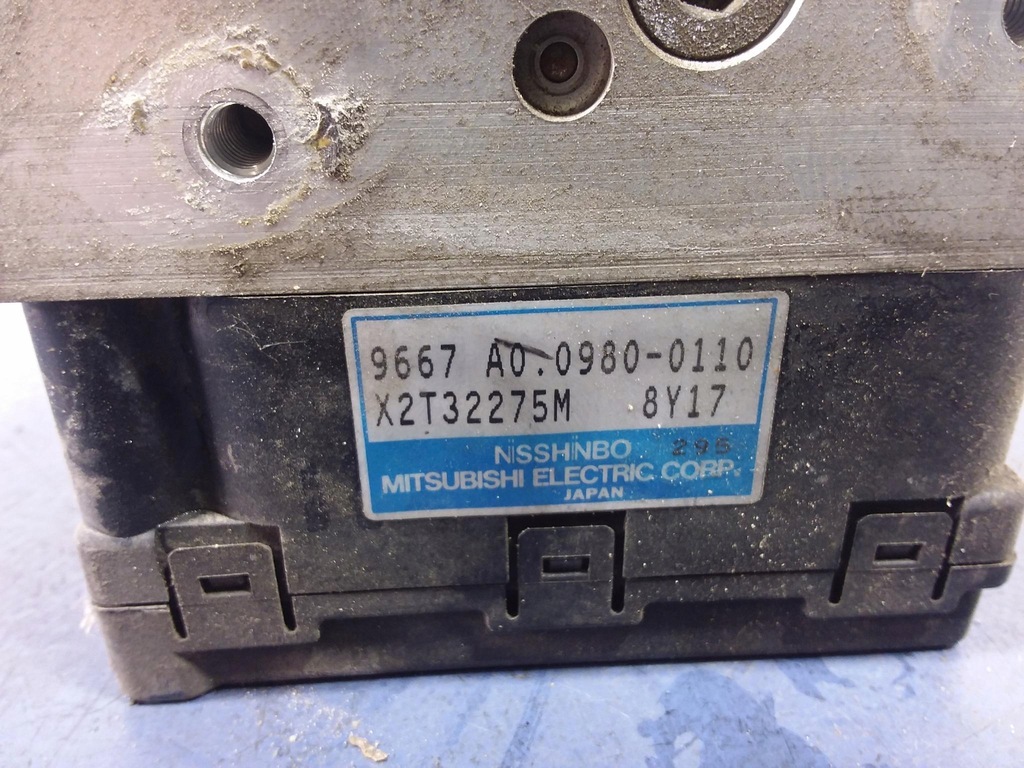 9667 A0.0980-0110
X2T32275M 8Y17
NISSHINBO 295
MITSUBISHI ELECTRIC CORP.
JAPAN